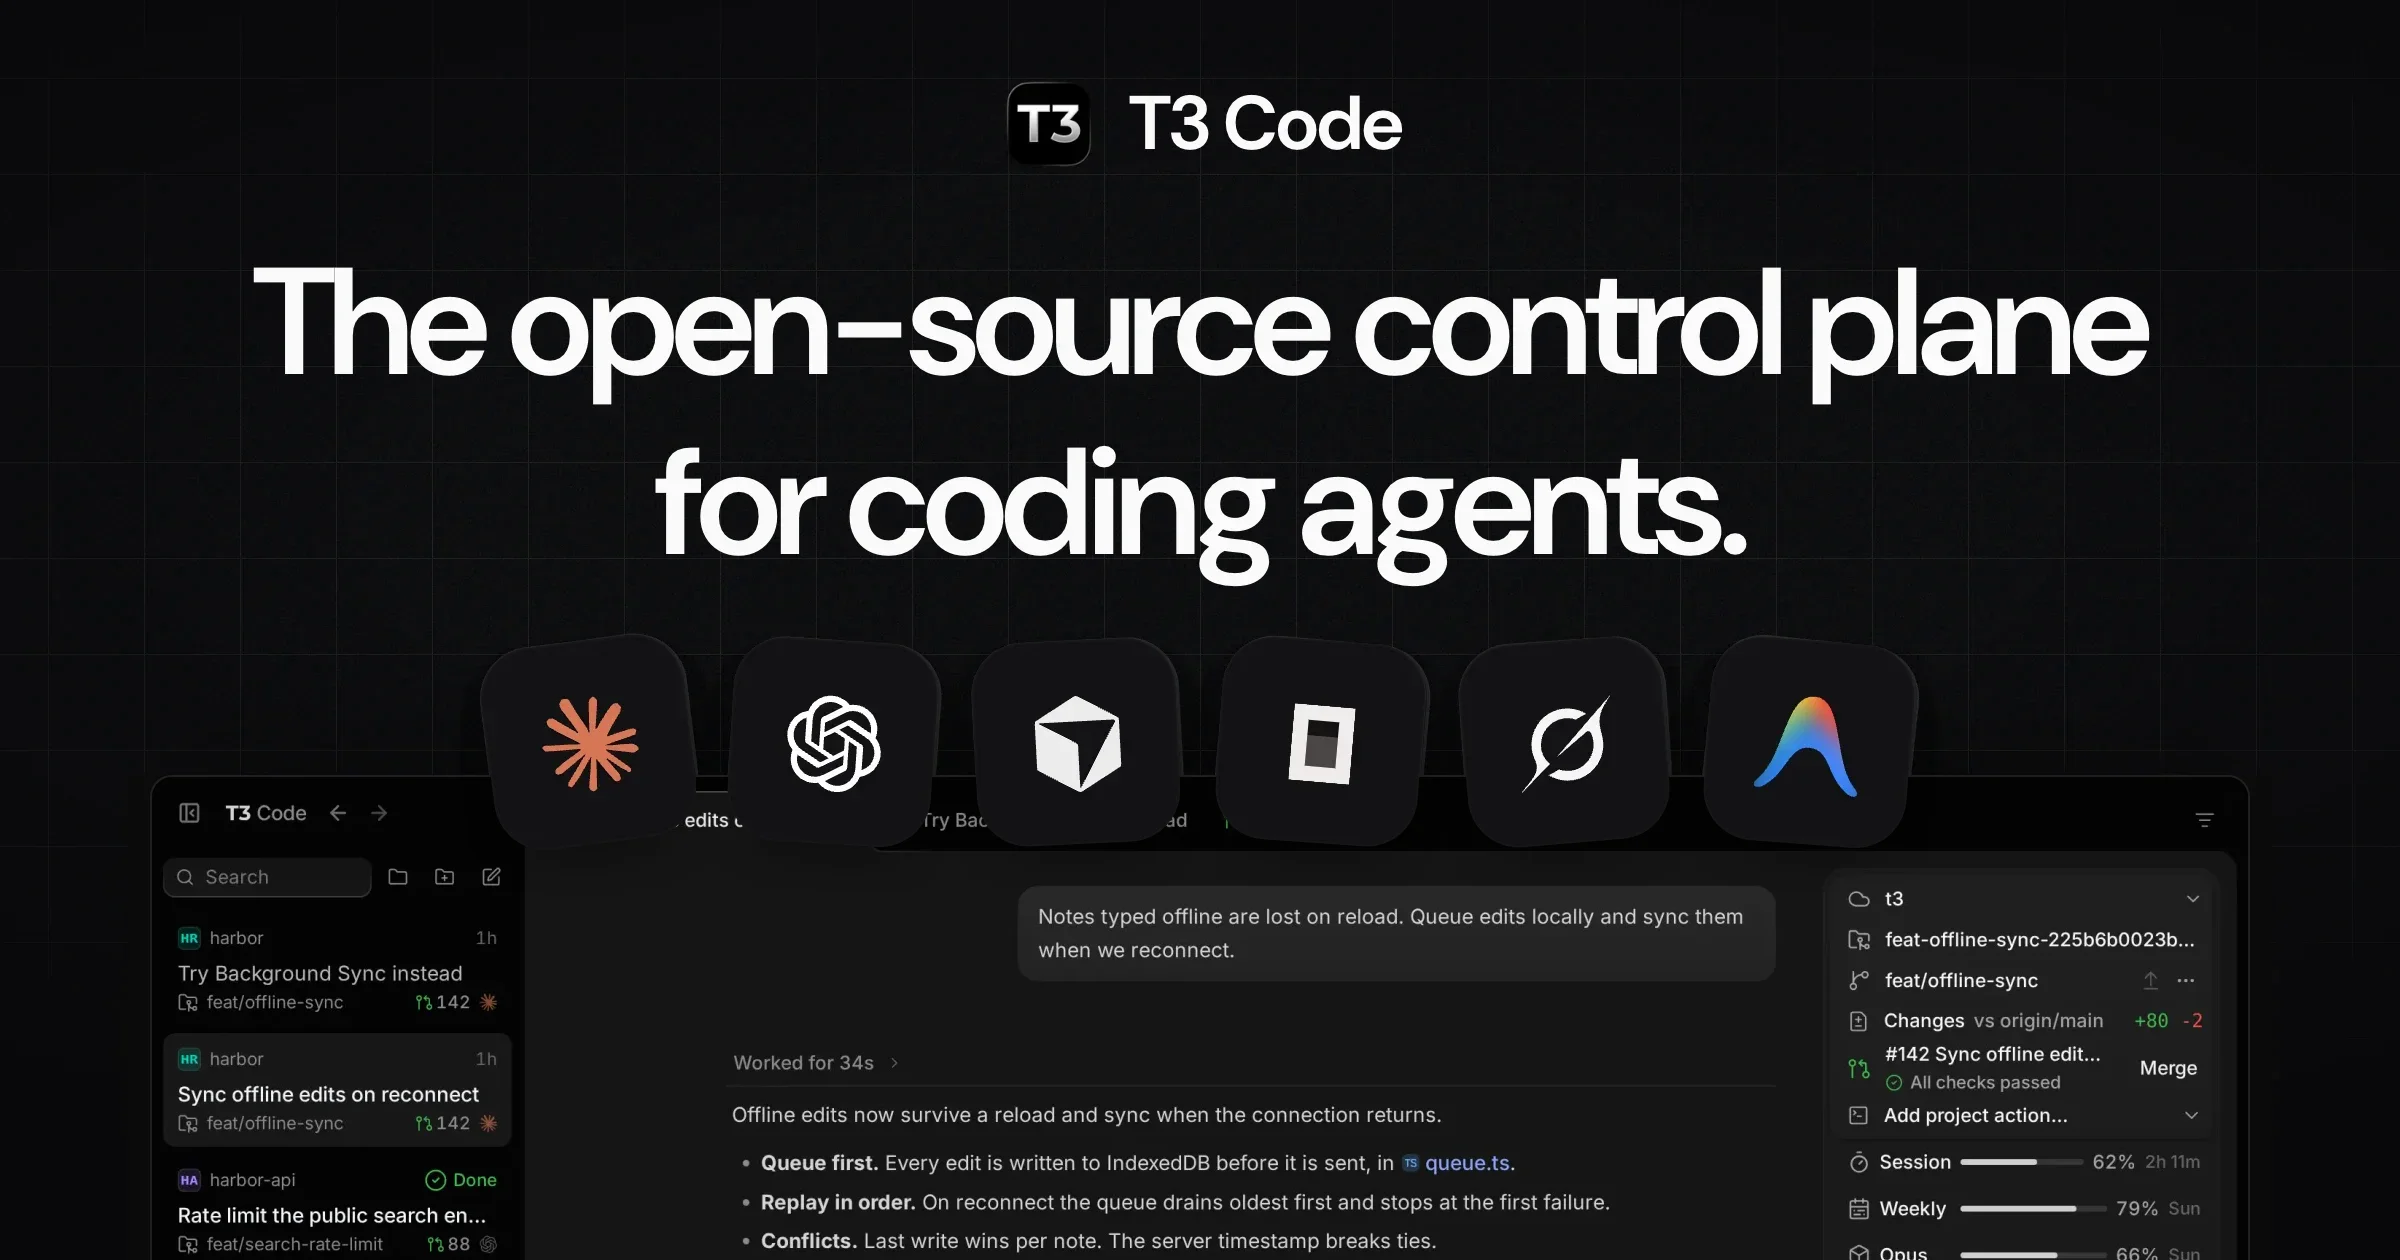 T3 T3 Code
The open-source control plane
for coding agents.
T3 Code
edits
Try
Search
harbor 1h
Try Background Sync instead
feat/offline-sync 142
HR harbor 1h
Sync offline edits on reconnect
feat/offline-sync 142
HA harbor-api Done
Rate limit the public search en...
feat/search-rate-limit 88
Notes typed offline are lost on reload. Queue edits locally and sync them
when we reconnect.
Worked for 34s
Offline edits now survive a reload and sync when the connection returns.
• Queue first. Every edit is written to IndexedDB before it is sent, in TS queue.ts.
• Replay in order. On reconnect the queue drains oldest first and stops at the first failure.
• Conflicts. Last write wins per note. The server timestamp breaks ties.
t3
feat-offline-sync-225b6b0023b...
feat/offline-sync
Changes vs origin/main +80 -2
#142 Sync offline edit... Merge
All checks passed
Add project action...
Session 62% 2h 11m
Weekly 79% Sun
Opus 66% Sun